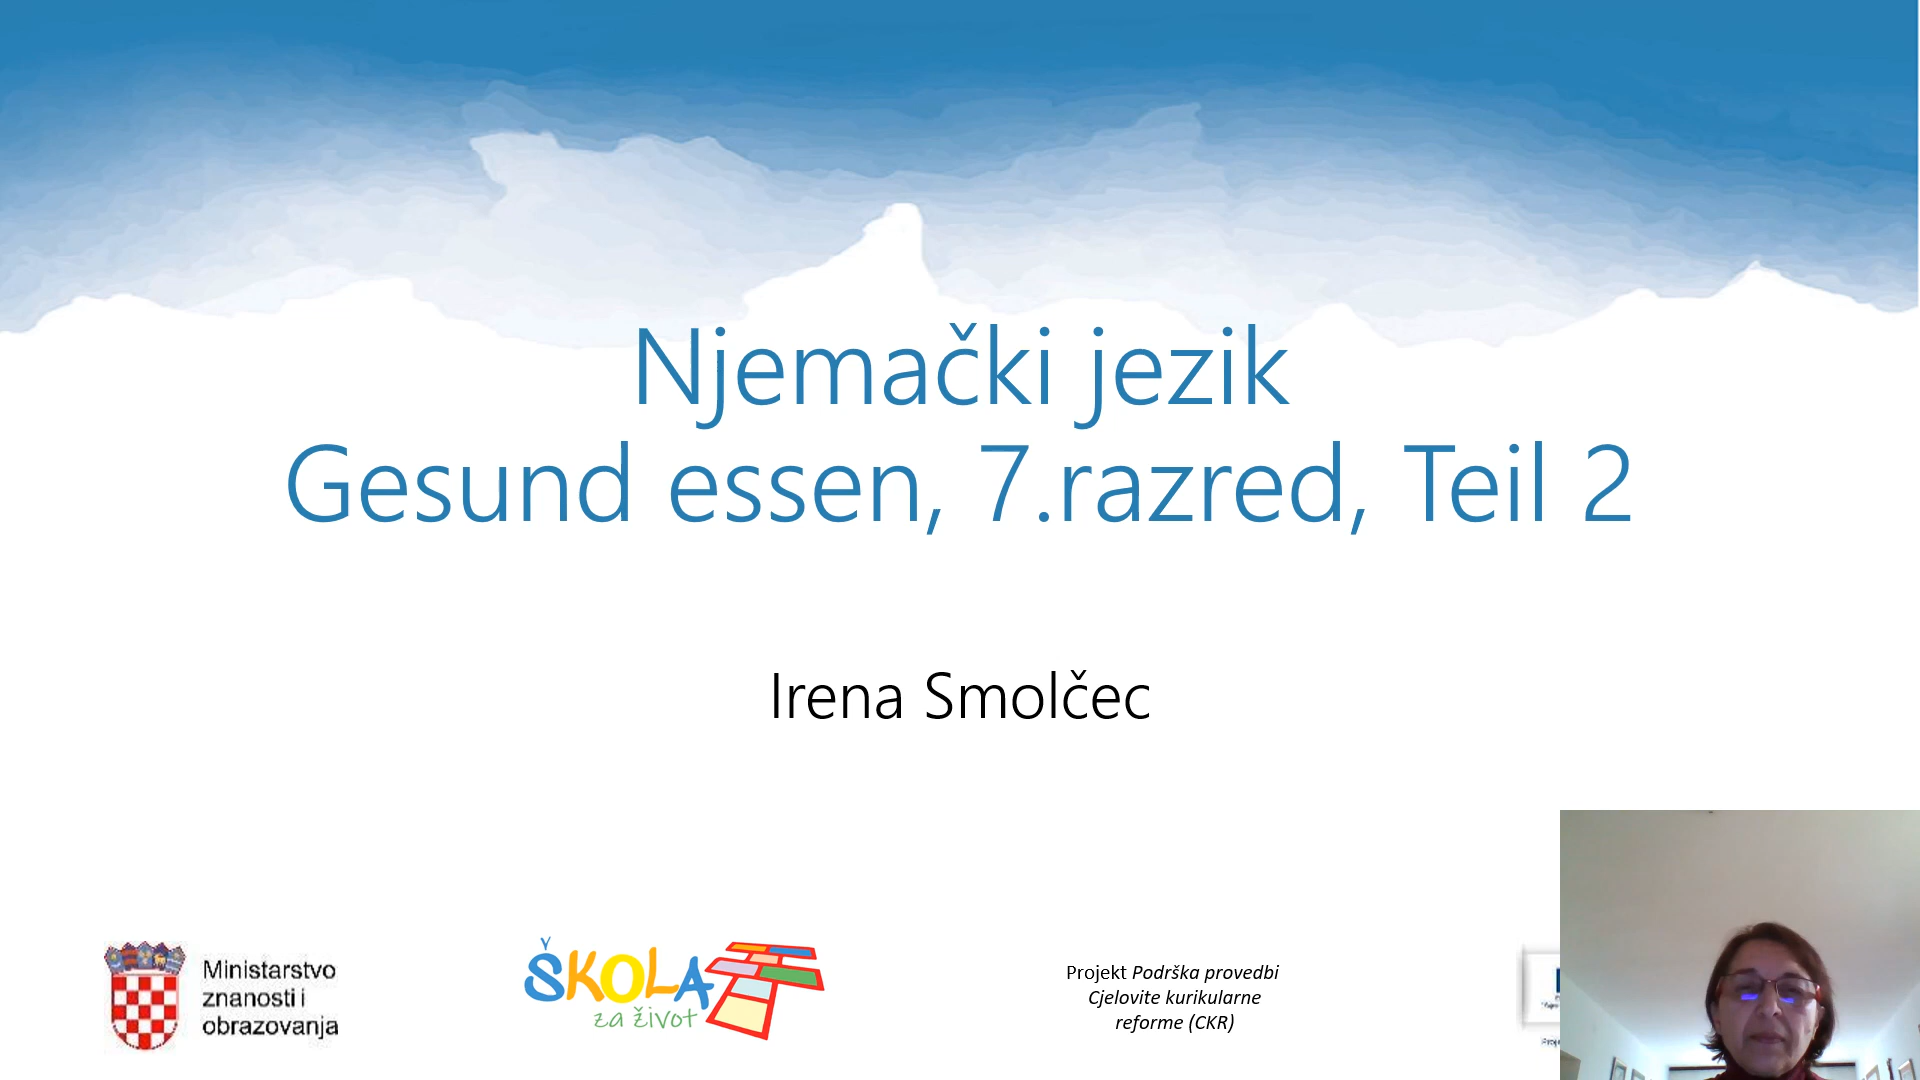 Njemački jezik
Gesund essen, 7.razred, Teil 2
Irena Smolčec
Ministarstvo
znanosti i
obrazovanja
ŠKOLA
za život
Projekt Podrška provedbi
Cjelovite kurikularne
reforme (CKR)